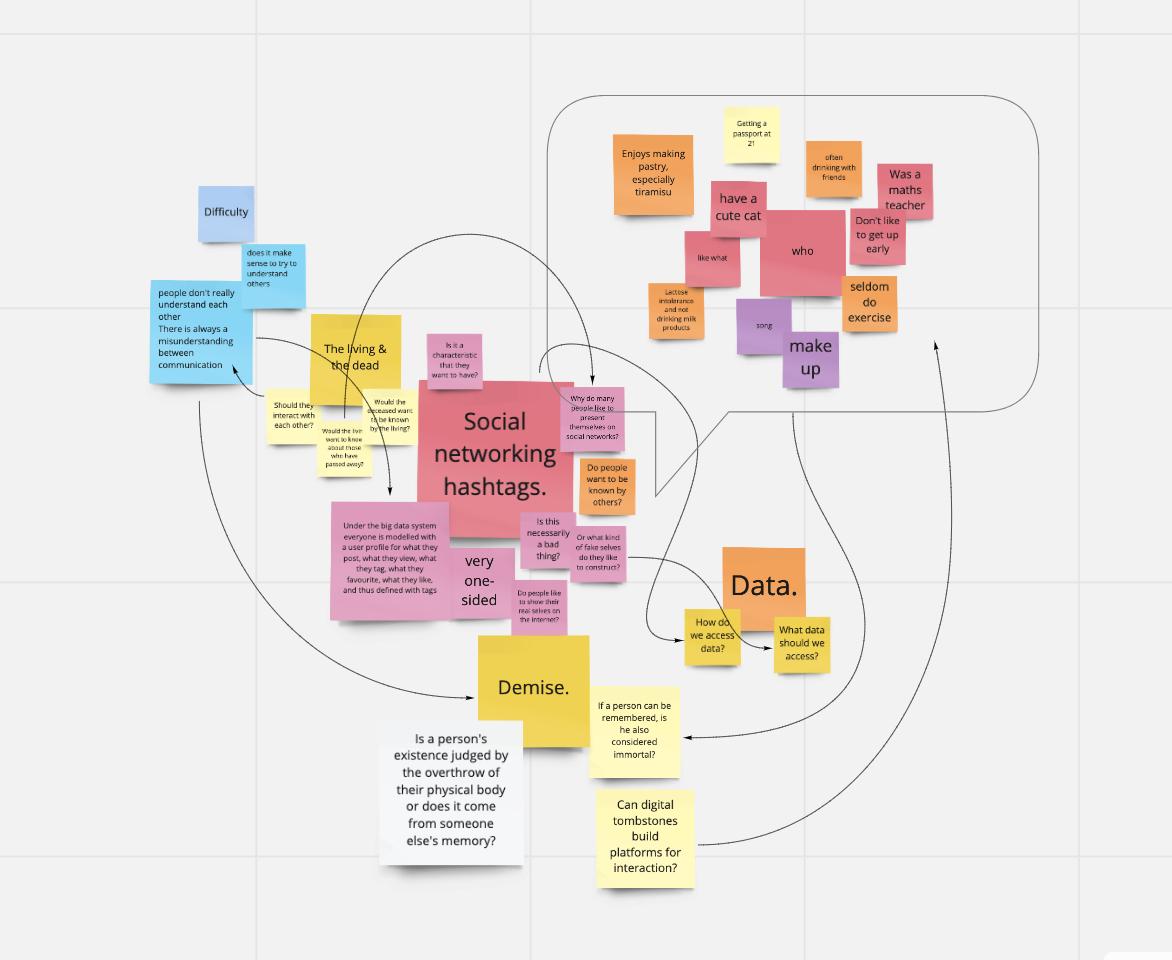 Getting a
passport at
21
Enjoys making
pastry,
especially
tiramisu
often
drinking with
friends
Was a
maths
teacher
have a
cute cat
who
Don't like
to get up
early
like what
Lactose
intolerance
and not
drinking milk
products
seldom
do
exercise
song
make
up
Difficulty
does it make
sense to try to
understand
others
people don't really
understand each
other
There is always a
misunderstanding
between
communication
The living &
the dead
Should they
interact with
each other?
Would the living
want to know
about those
who have
passed away?
Would the
deceased want
to be known
by the living?
Is it a
characteristic
that they
want to have?
Social
networking
hashtags.
Why do many
people like to
present
themselves on
social networks?
Do people
want to be
known by
others?
Under the big data system
everyone is modelled with
a user profile for what they
post, what they view, what
they tag, what they
favourite, what they like,
and thus defined with tags
very
one-
sided
Is this
necessarily
a bad
thing?
Or what kind
of fake selves
do they like
to construct?
Do people like
to show their
real selves on
the internet?
Data.
How do
we access
data?
What data
should we
access?
Demise.
If a person can be
remembered, is
he also
considered
immortal?
Is a person's
existence judged by
the overthrow of
their physical body
or does it come
from someone
else's memory?
Can digital
tombstones
build
platforms for
interaction?